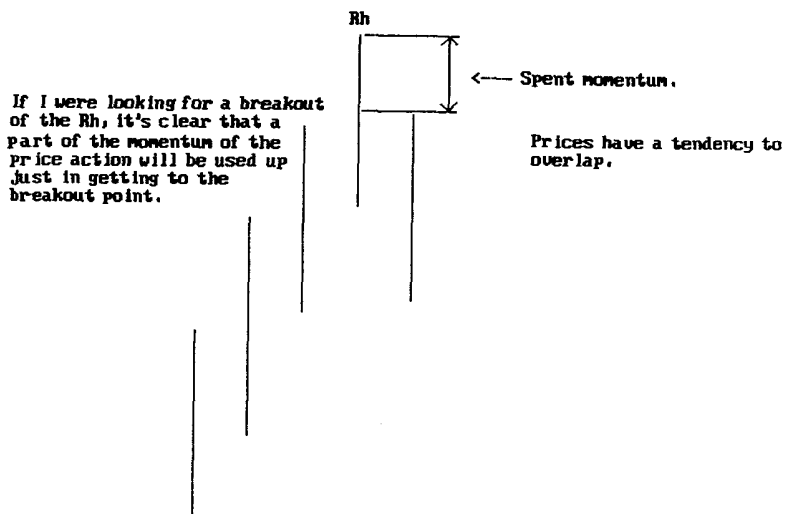 Rh
Spent momentum.
If I were looking for a breakout
of the Rh, it's clear that a
part of the momentum of the
price action will be used up
just in getting to the
breakout point.
Prices have a tendency to
overlap.